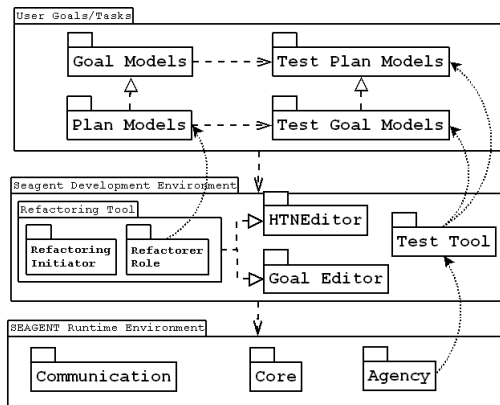 User Goals/Tasks
Goal Models
Test Plan Models
Plan Models
Test Goal Models
Seagent Development Environment
Refactoring Tool
HTNEditor
Refactoring
Initiator
Refactorer
Role
Test Tool
Goal Editor
SEAGENT Runtime Environment
Communication
Core
Agency